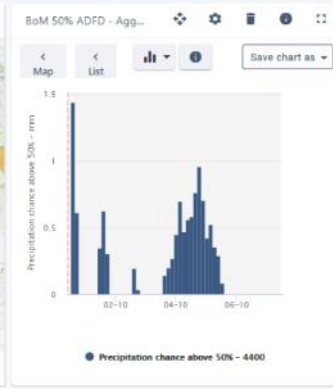 BoM 50% ADFD - Agg...
Map
List
Save chart as
Precipitation chance above 50% - mm
1.5
1
0.5
0
02-10
04-10
06-10
Precipitation chance above 50% - 4400